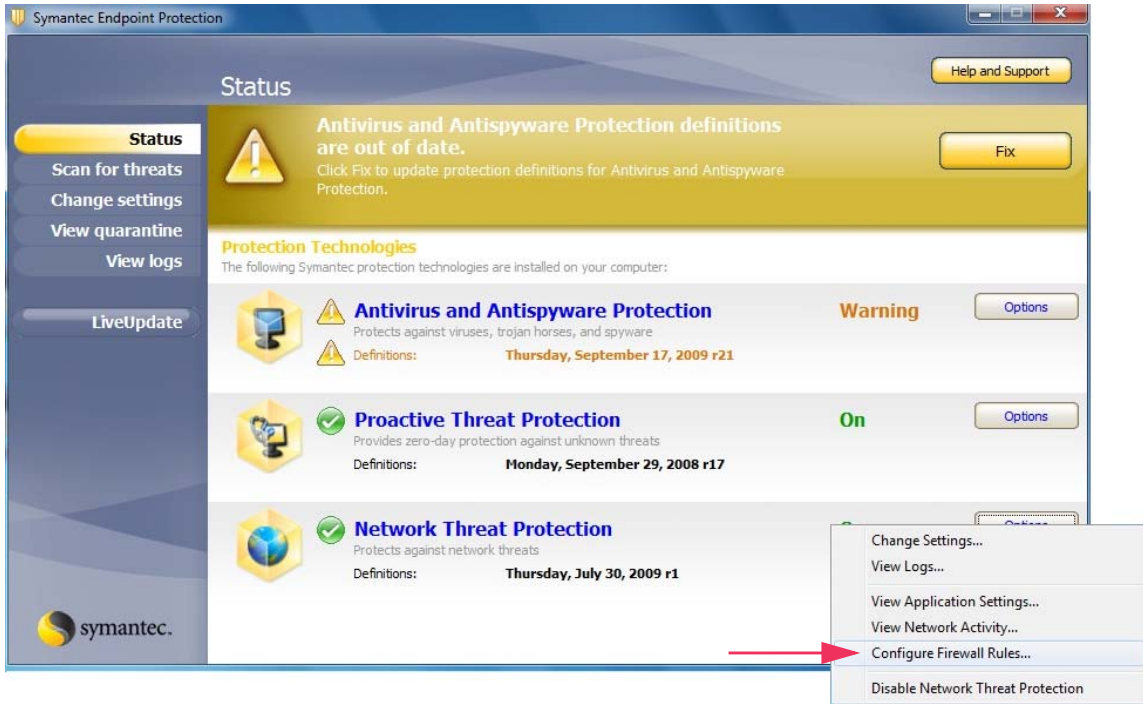 Symantec Endpoint Protection
Status
Help and Support
Status
Scan for threats
Change settings
View quarantine
View logs
LiveUpdate
Antivirus and Antispyware Protection definitions
are out of date.
Click Fix to update protection definitions for Antivirus and Antispyware
Protection.
Fix
Protection Technologies
The following Symantec protection technologies are installed on your computer:
Antivirus and Antispyware Protection
Warning
Options
Protects against viruses, trojan horses, and spyware
Definitions: Thursday, September 17, 2009 r21
Proactive Threat Protection
On
Options
Provides zero-day protection against unknown threats
Definitions: Monday, September 29, 2008 r17
Network Threat Protection
Protects against network threats
Definitions: Thursday, July 30, 2009 r1
Change Settings...
View Logs...
View Application Settings...
View Network Activity...
Configure Firewall Rules...
Disable Network Threat Protection
symantec.